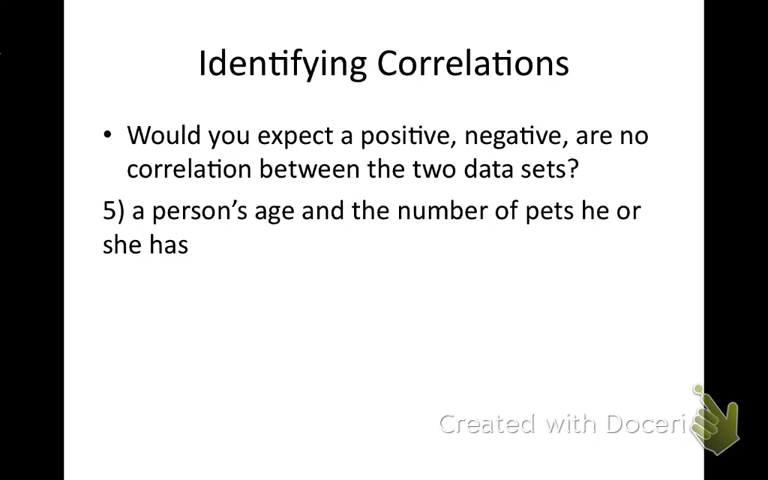 Identifying Correlations
• Would you expect a positive, negative, are no
correlation between the two data sets?
5) a person's age and the number of pets he or
she has
Created with Doceri